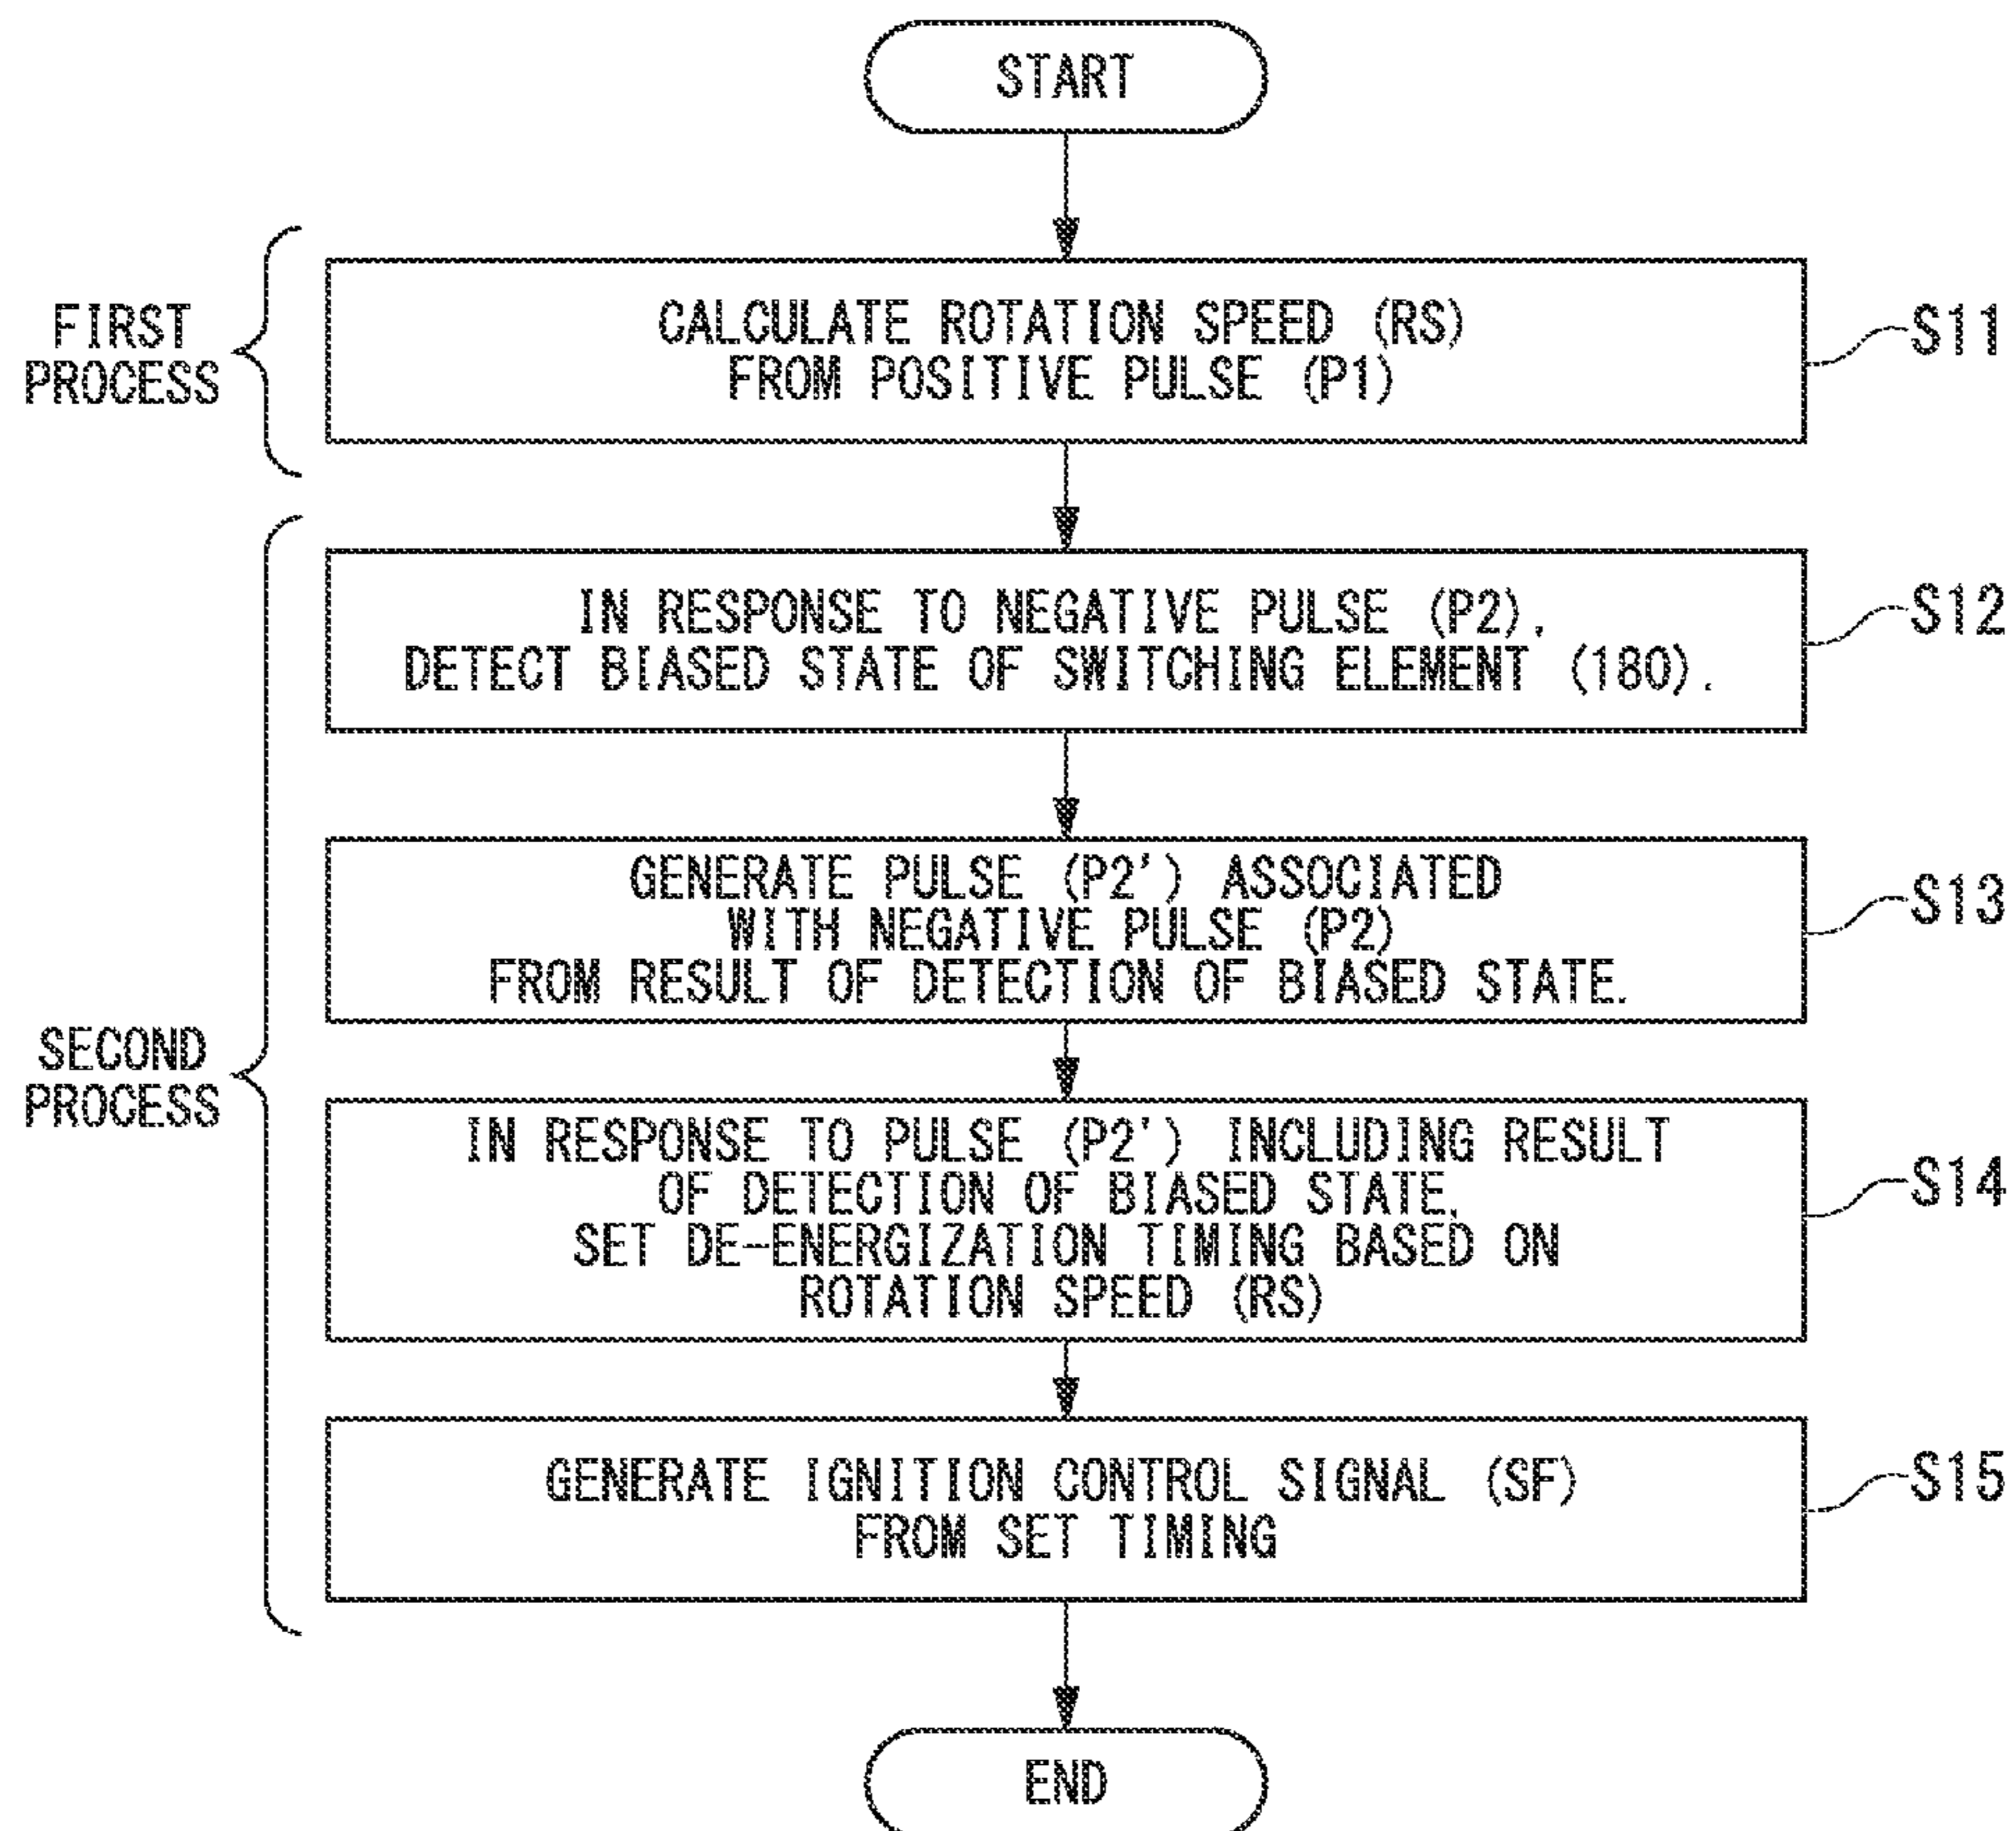 START
FIRST
PROCESS
CALCULATE ROTATION SPEED (RS)
FROM POSITIVE PULSE (P1)
S11
IN RESPONSE TO NEGATIVE PULSE (P2),
DETECT BIASED STATE OF SWITCHING ELEMENT (180).
S12
SECOND
PROCESS
GENERATE PULSE (P2') ASSOCIATED
WITH NEGATIVE PULSE (P2)
FROM RESULT OF DETECTION OF BIASED STATE.
S13
IN RESPONSE TO PULSE (P2') INCLUDING RESULT
OF DETECTION OF BIASED STATE,
SET DE-ENERGIZATION TIMING BASED ON
ROTATION SPEED (RS)
S14
GENERATE IGNITION CONTROL SIGNAL (SF)
FROM SET TIMING
S15
END